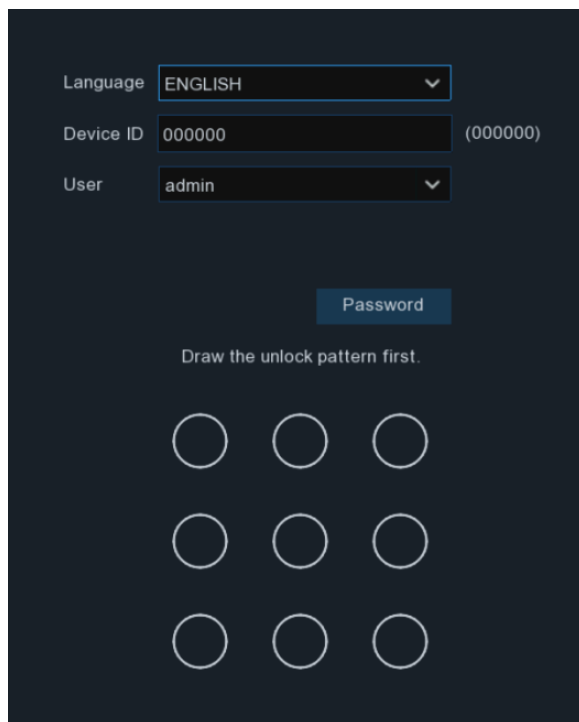 Language ENGLISH
Device ID 000000 (000000)
User admin
Password
Draw the unlock pattern first.